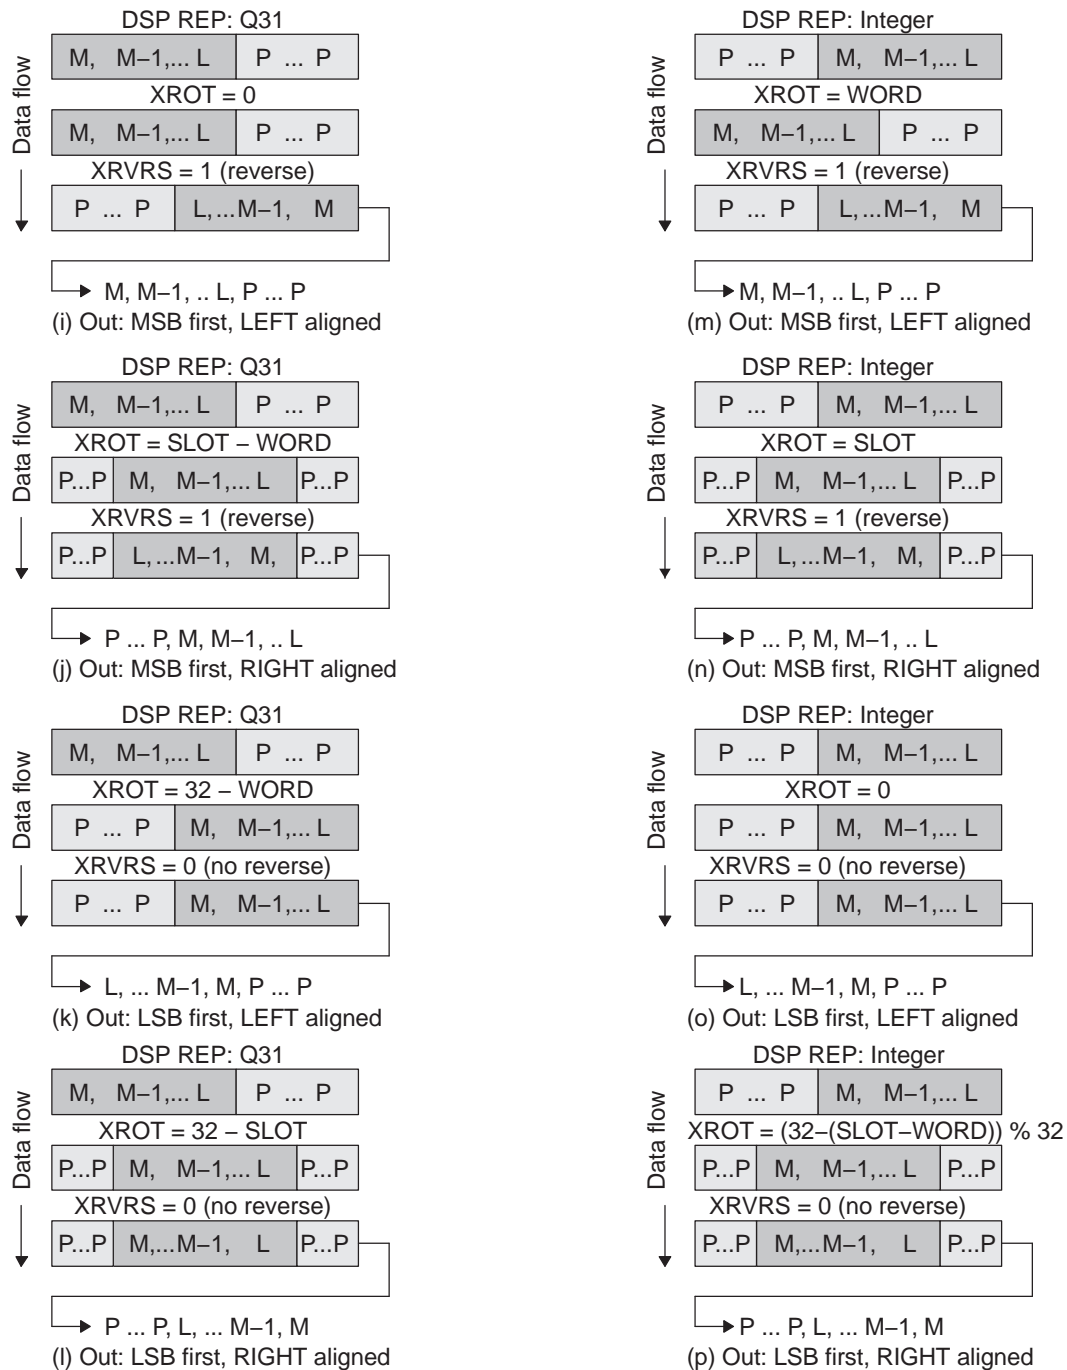 DSP REP: Q31
M, M–1,... L P ... P
XROT = 0
M, M–1,... L P ... P
XRVRS = 1 (reverse)
P ... P L,...M–1, M
Data flow
M, M–1, .. L, P ... P
(i) Out: MSB first, LEFT aligned
DSP REP: Integer
P ... P M, M–1,... L
XROT = WORD
M, M–1,... L P ... P
XRVRS = 1 (reverse)
P ... P L,...M–1, M
Data flow
M, M–1, .. L, P ... P
(m) Out: MSB first, LEFT aligned
DSP REP: Q31
M, M–1,... L P ... P
XROT = SLOT – WORD
P...P M, M–1,... L P...P
XRVRS = 1 (reverse)
P...P L,...M–1, M, P...P
Data flow
P ... P, M, M–1, .. L
(j) Out: MSB first, RIGHT aligned
DSP REP: Integer
P ... P M, M–1,... L
XROT = SLOT
P...P M, M–1,... L P...P
XRVRS = 1 (reverse)
P...P L,...M–1, M, P...P
Data flow
P ... P, M, M–1, .. L
(n) Out: MSB first, RIGHT aligned
DSP REP: Q31
M, M–1,... L P ... P
XROT = 32 – WORD
P ... P M, M–1,... L
XRVRS = 0 (no reverse)
P ... P M, M–1,... L
Data flow
L, ... M–1, M, P ... P
(k) Out: LSB first, LEFT aligned
DSP REP: Integer
P ... P M, M–1,... L
XROT = 0
P ... P M, M–1,... L
XRVRS = 0 (no reverse)
P ... P M, M–1,... L
Data flow
L, ... M–1, M, P ... P
(o) Out: LSB first, LEFT aligned
DSP REP: Q31
M, M–1,... L P ... P
XROT = 32 – SLOT
P...P M, M–1,... L P...P
XRVRS = 0 (no reverse)
P...P M,...M–1, L P...P
Data flow
P ... P, L, ... M–1, M
(l) Out: LSB first, RIGHT aligned
DSP REP: Integer
P ... P M, M–1,... L
XROT = (32–(SLOT–WORD)) % 32
P...P M, M–1,... L P...P
XRVRS = 0 (no reverse)
P...P M,...M–1, L P...P
Data flow
P ... P, L, ... M–1, M
(p) Out: LSB first, RIGHT aligned